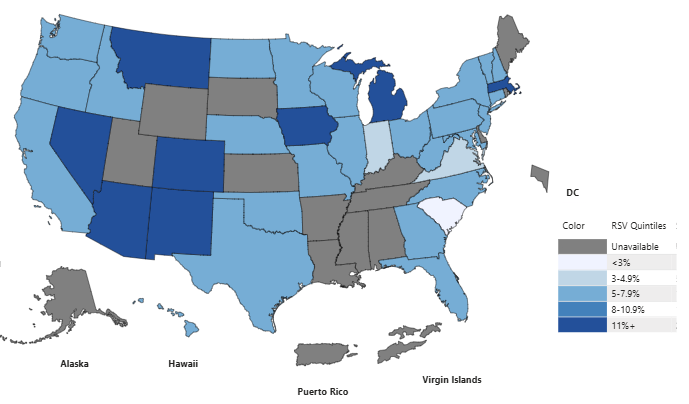 DC
Color RSV Quintiles
Unavailable
<3%
3-4.9%
5-7.9%
8-10.9%
11%+
Alaska
Hawaii
Puerto Rico
Virgin Islands